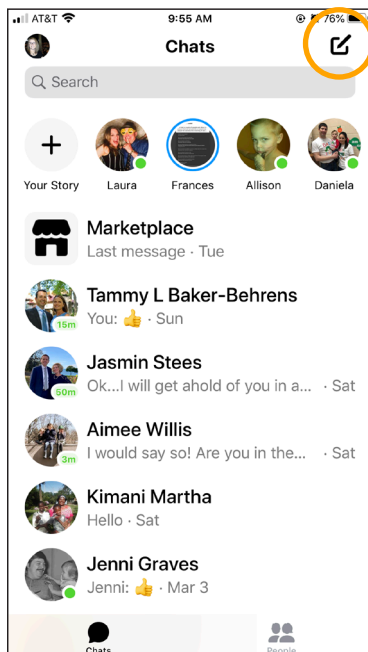 AT&T 9:55 AM 76%
Chats
Search
Your Story Laura Frances Allison Daniela
Marketplace
Last message · Tue
Tammy L Baker-Behrens
You: 👍 · Sun
15m
Jasmin Stees
Ok...I will get ahold of you in a... · Sat
50m
Aimee Willis
I would say so! Are you in the... · Sat
3m
Kimani Martha
Hello · Sat
Jenni Graves
Jenni: 👍 · Mar 3
Chats People